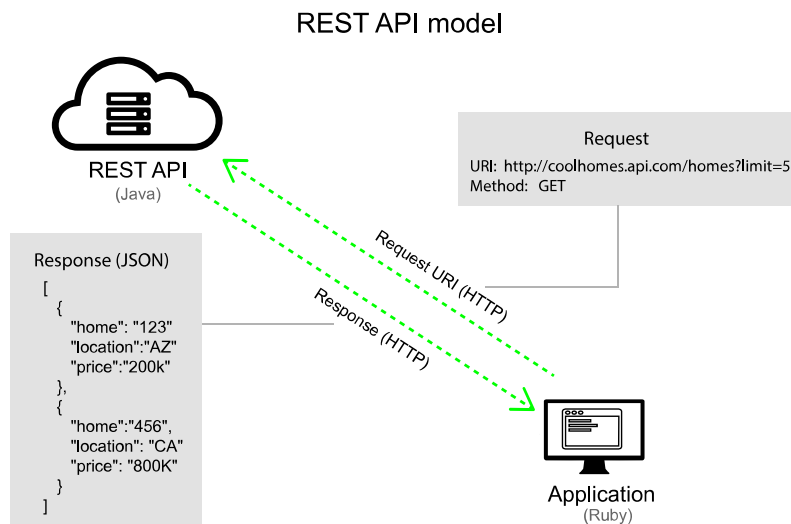 REST API model
REST API
(Java)
Request
URI: http://coolhomes.api.com/homes?limit=5
Method: GET
Request URI (HTTP)
Response (HTTP)
Response (JSON)
[
{
"home": "123"
"location":"AZ"
"price":"200k"
},
{
"home":"456",
"location": "CA"
"price": "800K"
}
]
Application
(Ruby)